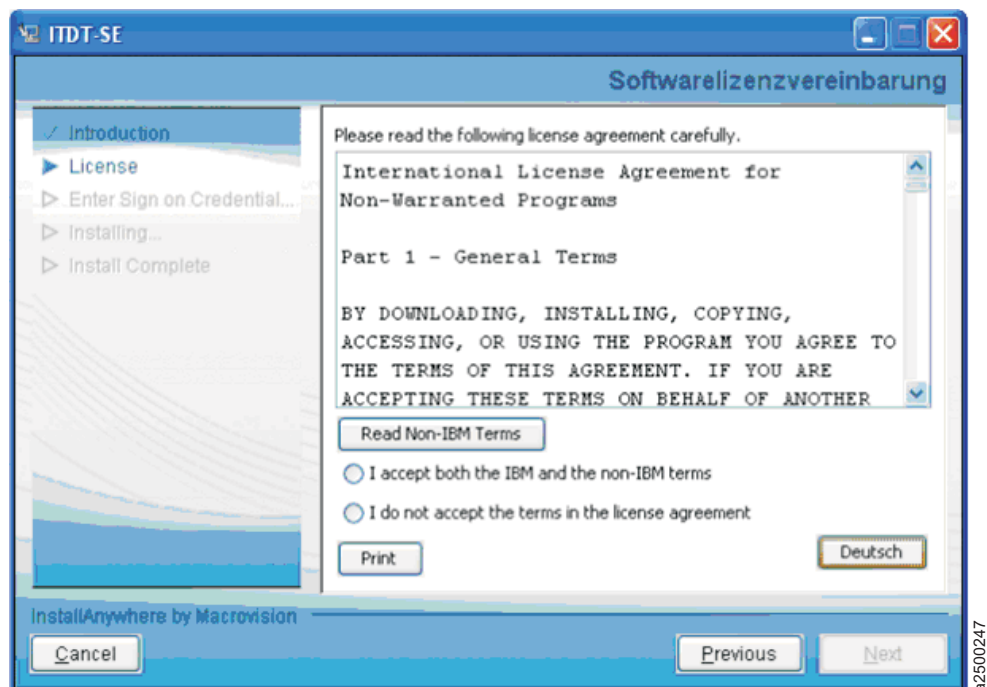 ITDT-SE
Softwarelizenzvereinbarung
Introduction
License
Enter Sign on Credential...
Installing...
Install Complete
Please read the following license agreement carefully.
International License Agreement for
Non-Warranted Programs
Part 1 - General Terms
BY DOWNLOADING, INSTALLING, COPYING,
ACCESSING, OR USING THE PROGRAM YOU AGREE TO
THE TERMS OF THIS AGREEMENT. IF YOU ARE
ACCEPTING THESE TERMS ON BEHALF OF ANOTHER
Read Non-IBM Terms
I accept both the IBM and the non-IBM terms
I do not accept the terms in the license agreement
Print
Deutsch
InstallAnywhere by Macrovision
Cancel
Previous
Next
a2500247